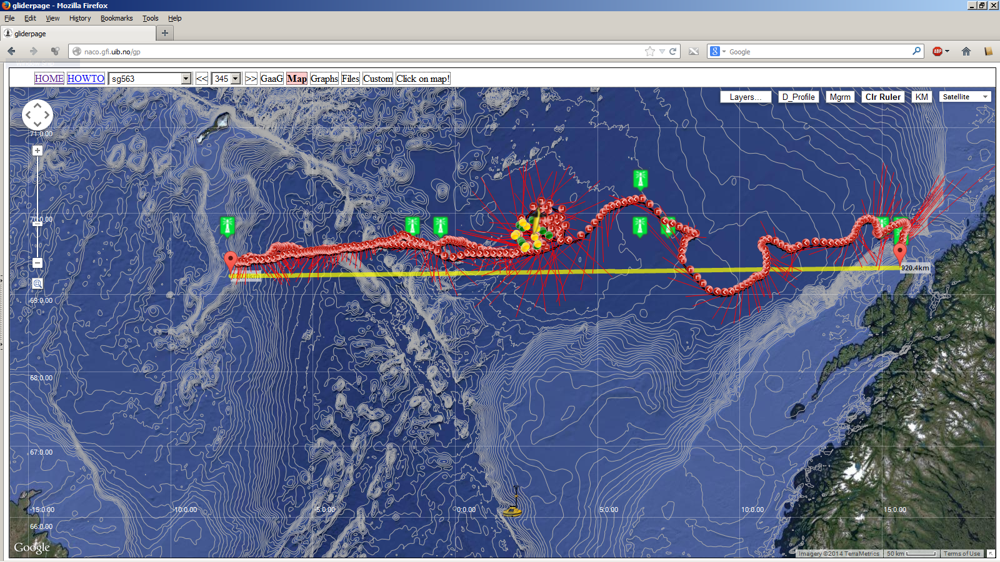 gliderpage - Mozilla Firefox
File Edit View History Bookmarks Tools Help
gliderpage
naco.gfi.uib.no/gp
Google
ABP
HOME HOWTO sg563 << 345 >> GaaG Map Graphs Files Custom Click on map!
Layers... D_Profile Mgrm Clr Ruler KM Satellite
71:0.00
70:0.00
920.4km
69:0.00
68:0.00
67:0.00
-15:0.00 -10:0.00 -5:0.00 0:0.00 5:0.00 10:0.00 15:0.00
66:0.00
Google
Imagery ©2014 TerraMetrics 50 km Terms of Use